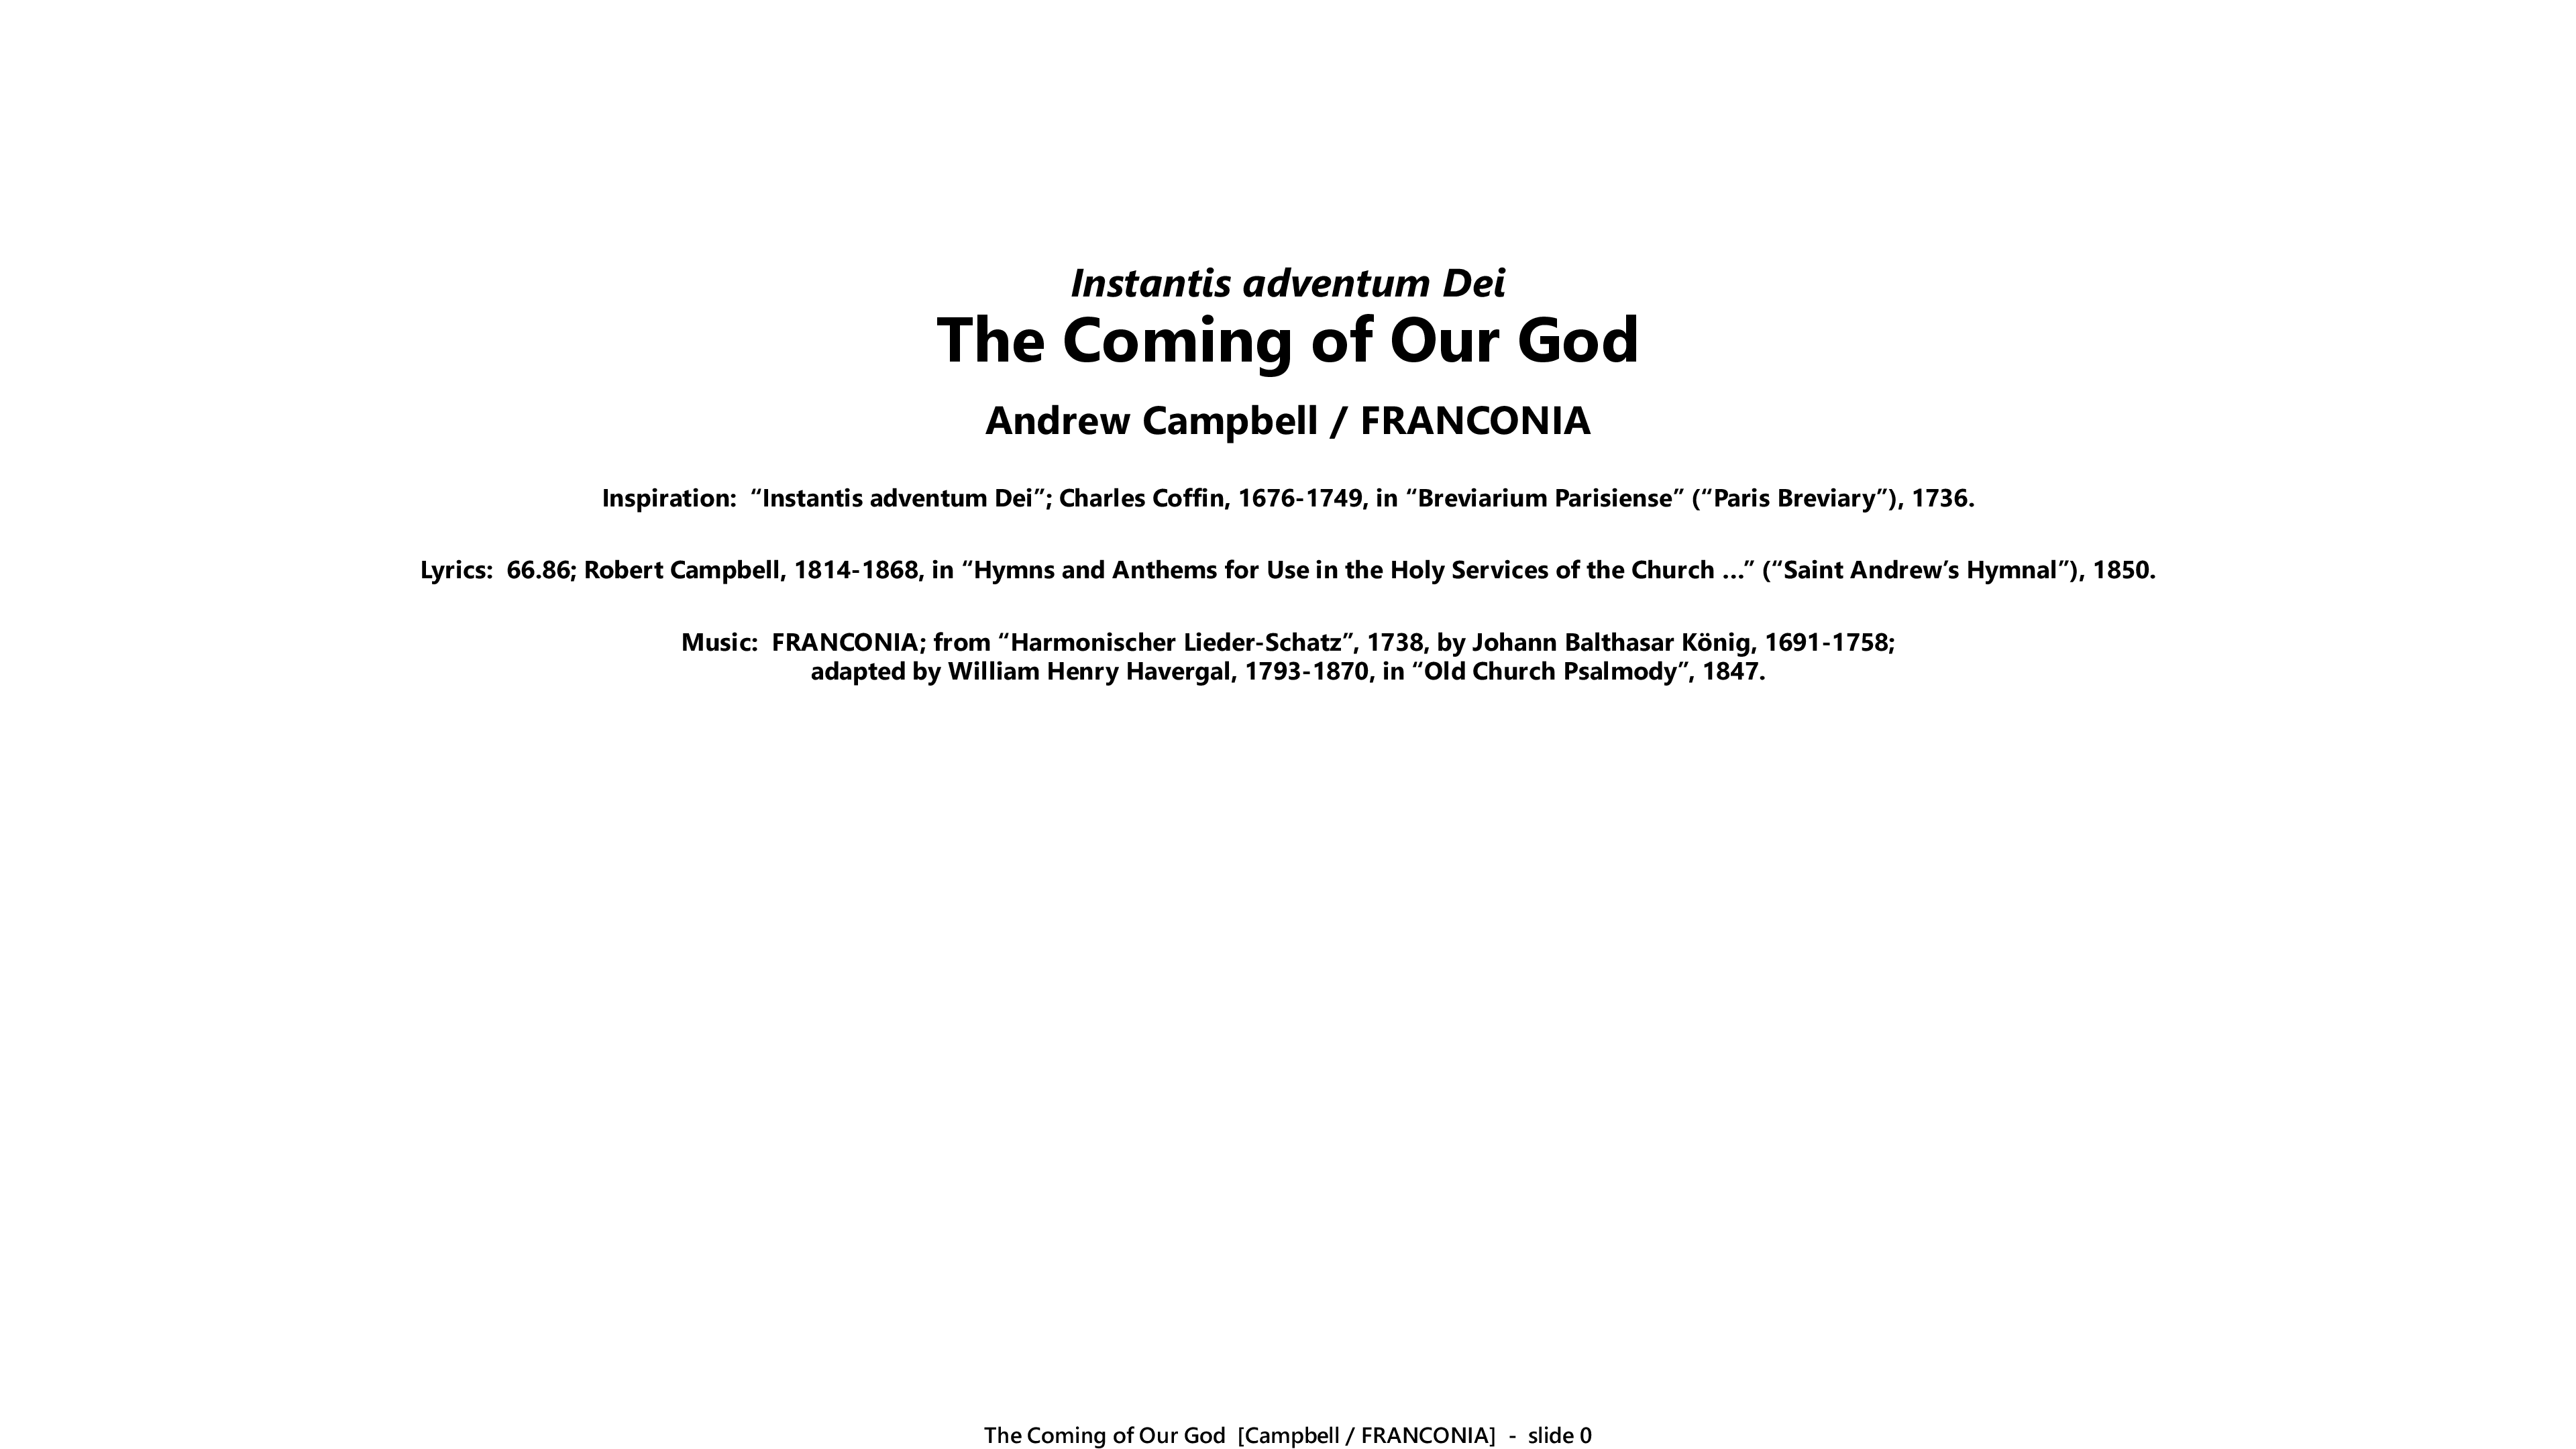 Instantis adventum Dei
The Coming of Our God
Andrew Campbell / FRANCONIA
Inspiration:  “Instantis adventum Dei”; Charles Coffin, 1676-1749, in “Breviarium Parisiense” (“Paris Breviary”), 1736.
Lyrics:  66.86; Robert Campbell, 1814-1868, in “Hymns and Anthems for Use in the Holy Services of the Church …” (“Saint Andrew’s Hymnal”), 1850.
Music:  FRANCONIA; from “Harmonischer Lieder-Schatz”, 1738, by Johann Balthasar König, 1691-1758;
adapted by William Henry Havergal, 1793-1870, in “Old Church Psalmody”, 1847.
The Coming of Our God  [Campbell / FRANCONIA]  -  slide 0